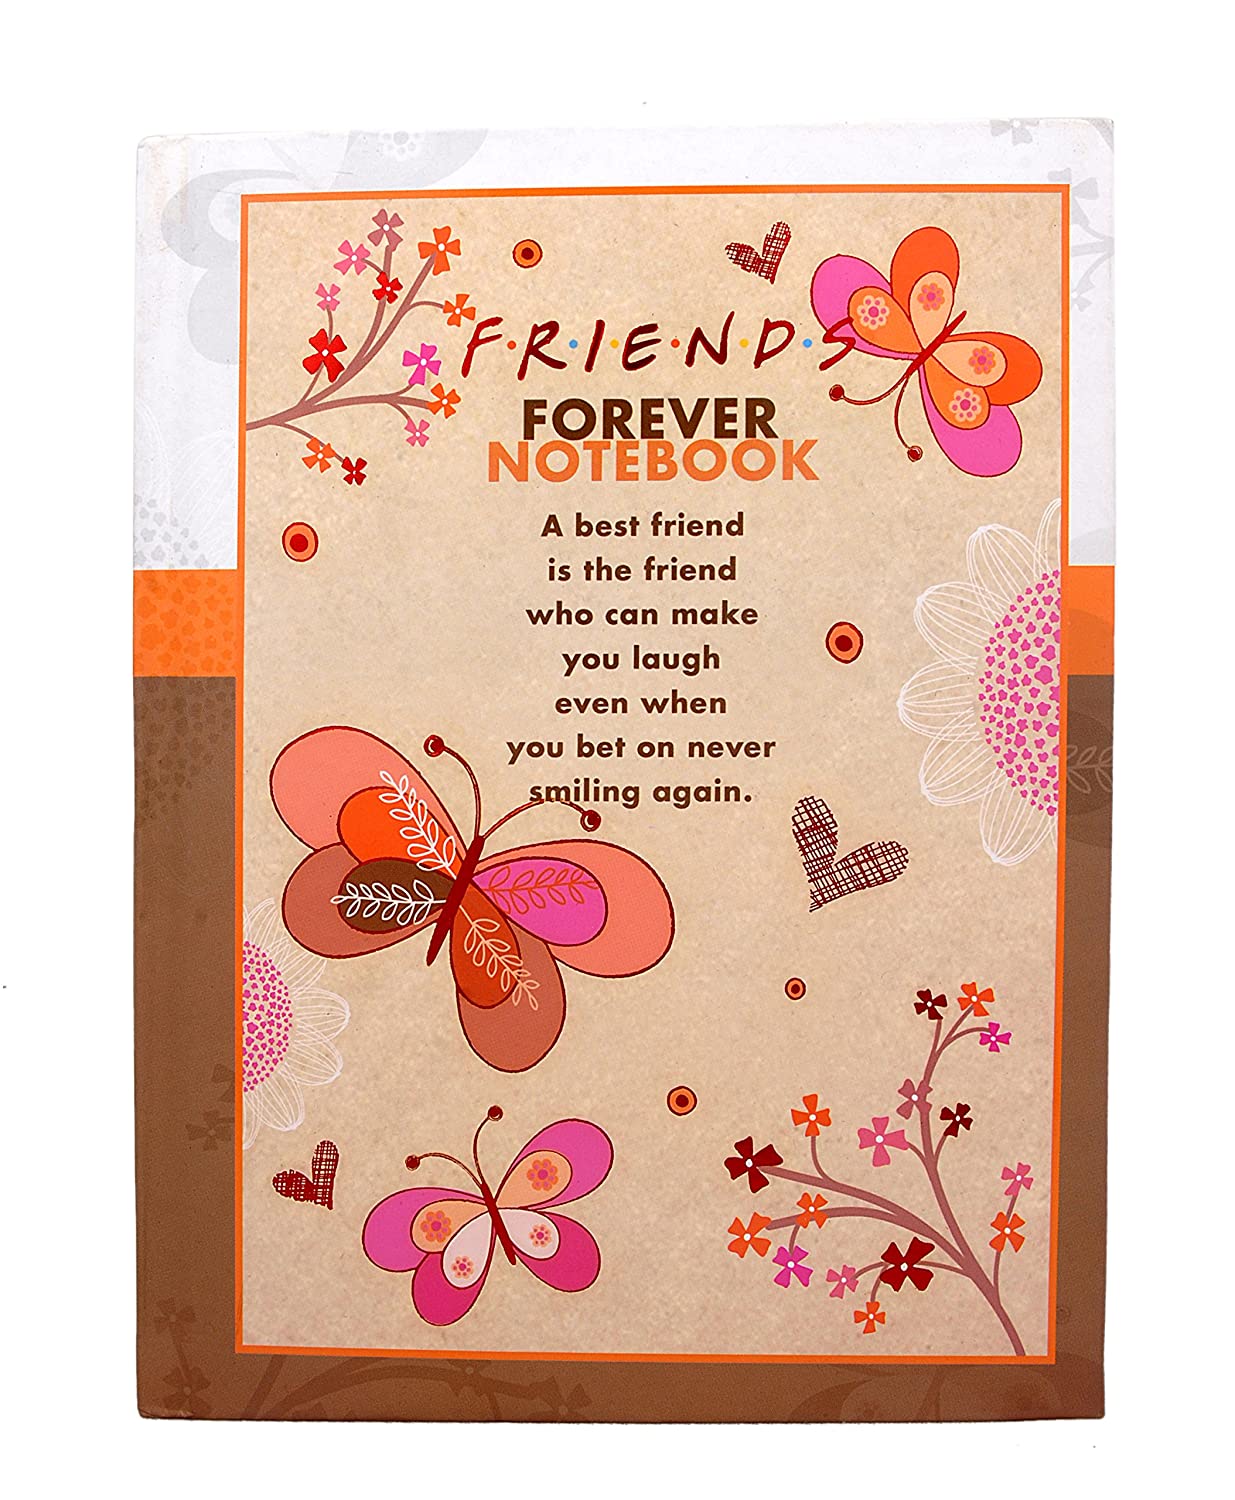 F•R•I•E•N•D•S
FOREVER
NOTEBOOK
A best friend
is the friend
who can make
you laugh
even when
you bet on never
smiling again.